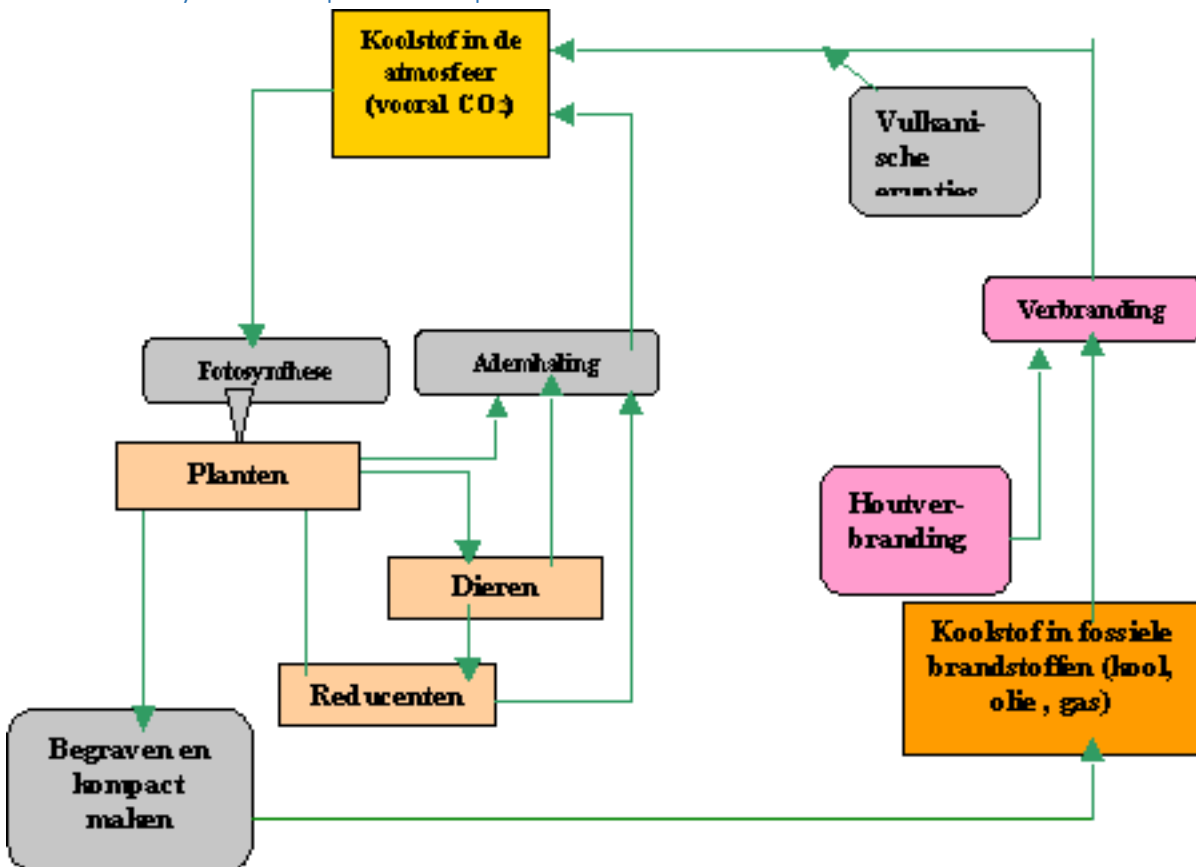 Koolstof in de
atmosfeer
(vooral CO₂)
Vulkani-
sche
erupties
Verbranding
Fotosynthese
Ademhaling
Planten
Houtver-
branding
Dieren
Koolstof in fossiele
brandstoffen (kool,
olie , gas)
Reducenten
Begraven en
kompact
maken